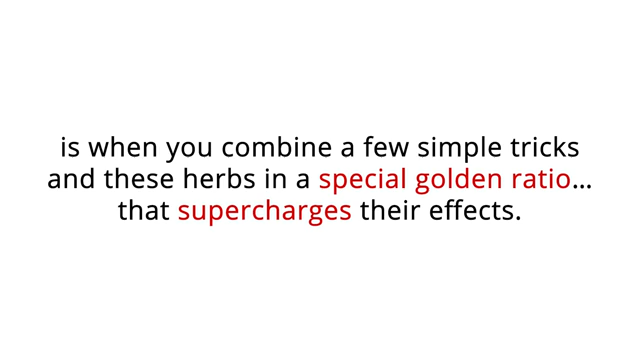 is when you combine a few simple tricks
and these herbs in a special golden ratio...
that supercharges their effects.